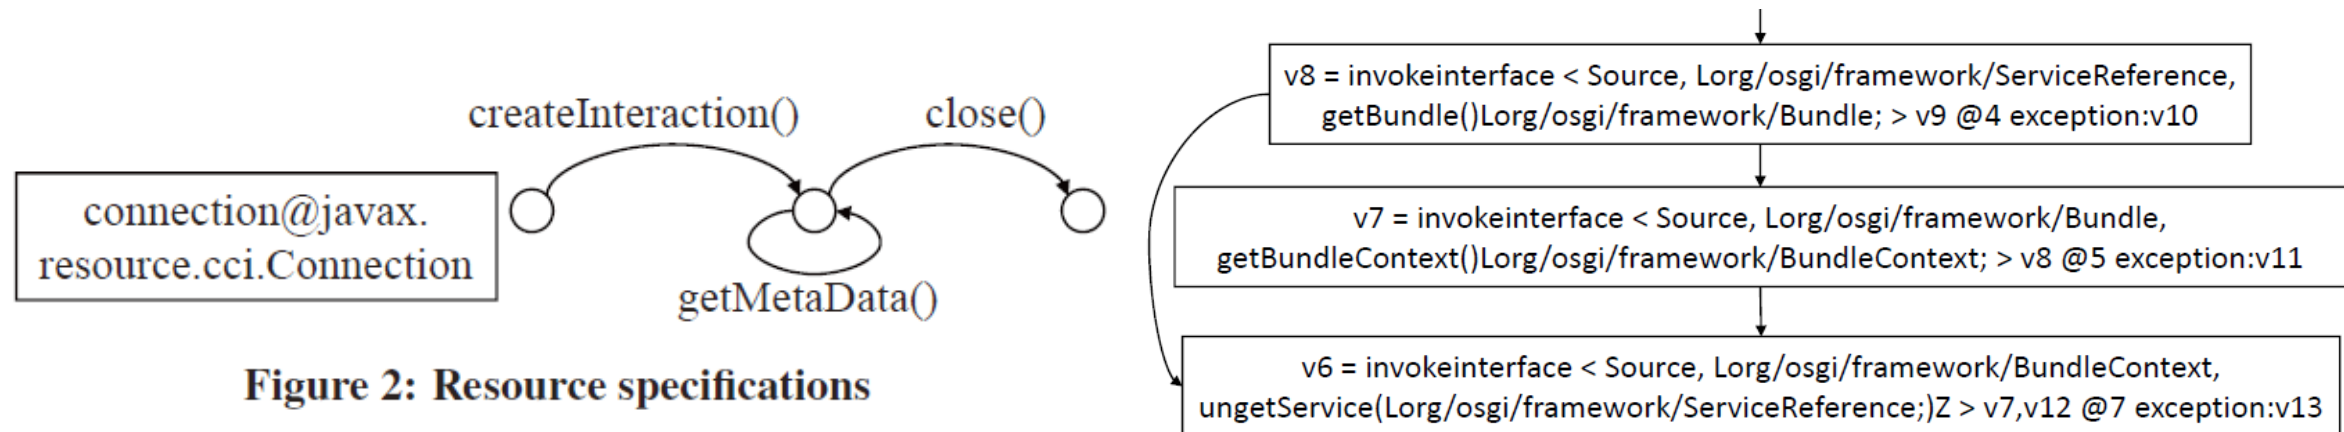 createInteraction()
close()
connection@javax.
resource.cci.Connection
getMetaData()
Figure 2: Resource specifications
v8 = invokeinterface < Source, Lorg/osgi/framework/ServiceReference,
getBundle()Lorg/osgi/framework/Bundle; > v9 @4 exception:v10
v7 = invokeinterface < Source, Lorg/osgi/framework/Bundle,
getBundleContext()Lorg/osgi/framework/BundleContext; > v8 @5 exception:v11
v6 = invokeinterface < Source, Lorg/osgi/framework/BundleContext,
ungetService(Lorg/osgi/framework/ServiceReference;)Z > v7,v12 @7 exception:v13